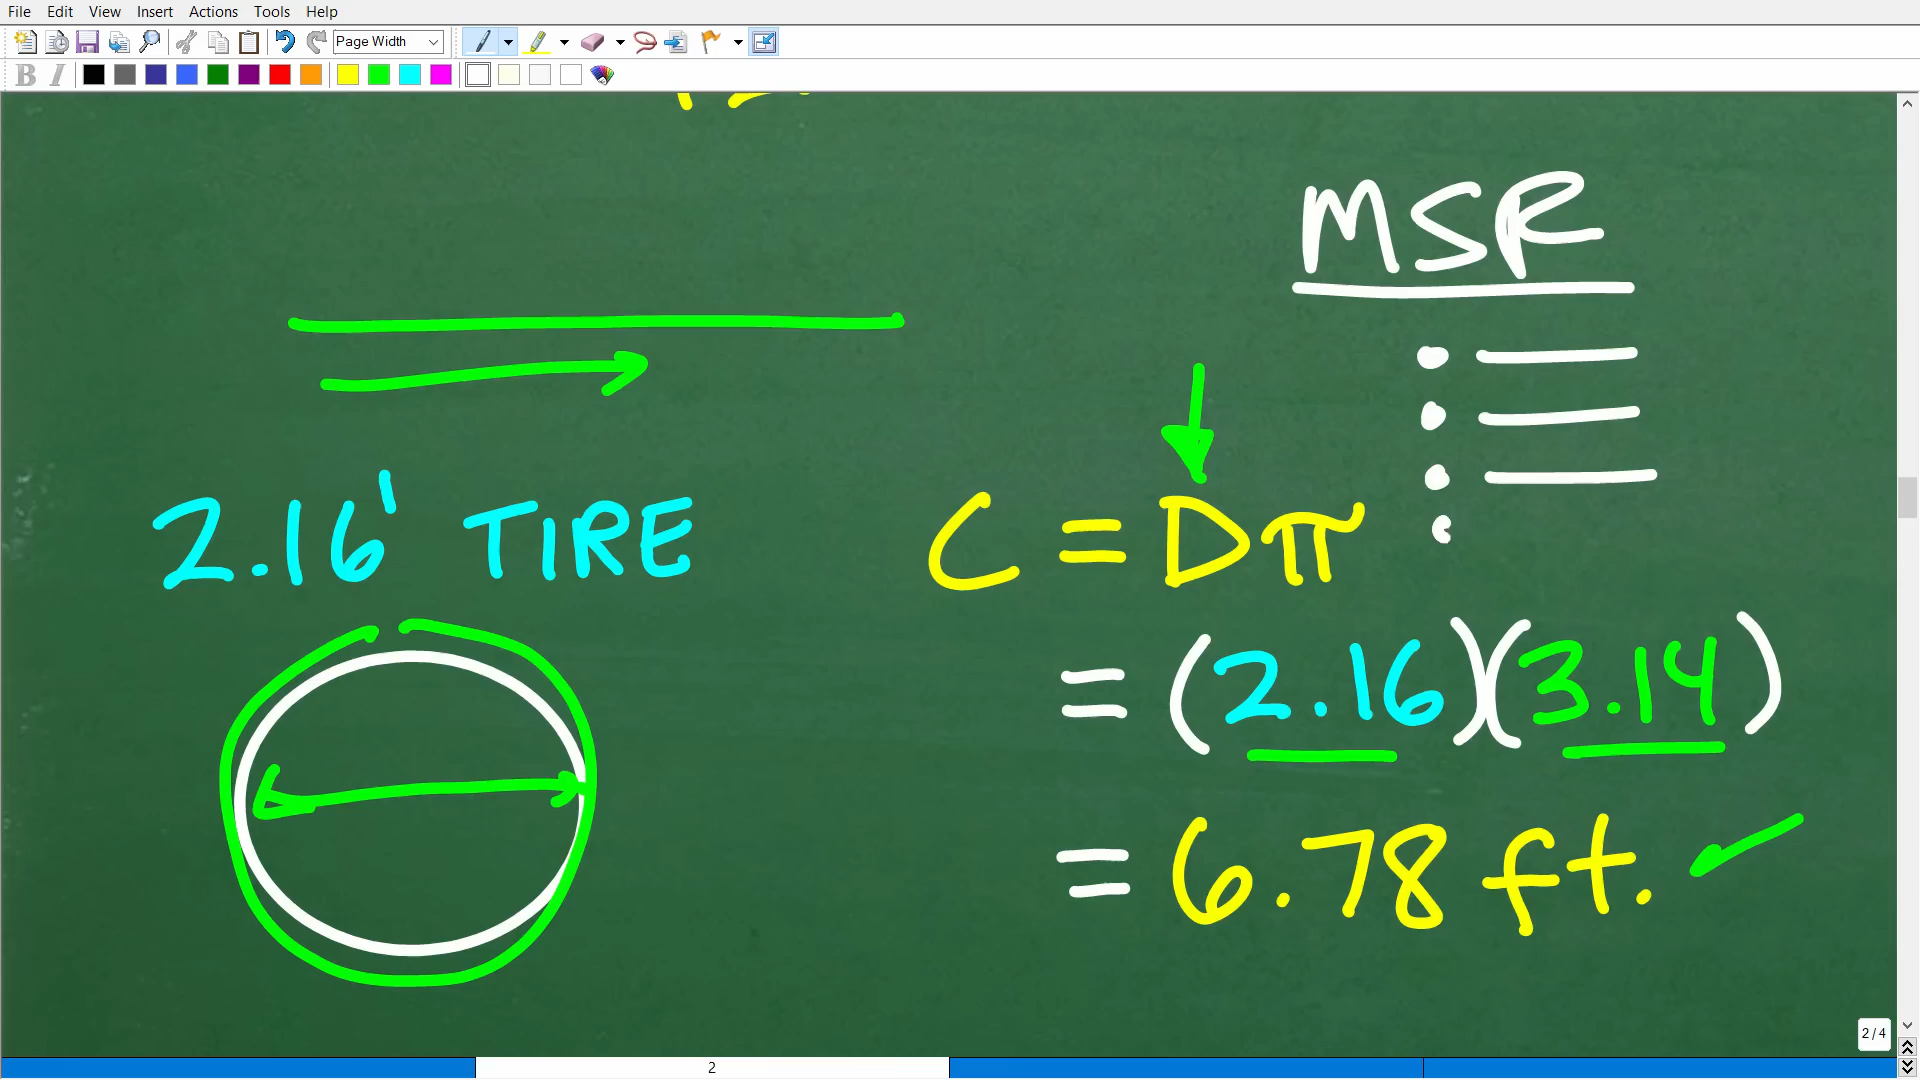 File Edit View Insert Actions Tools Help
Page Width
B I
MSR
2.16' TIRE
C = Dπ
= (2.16)(3.14)
= 6.78 ft.
2 / 4
2